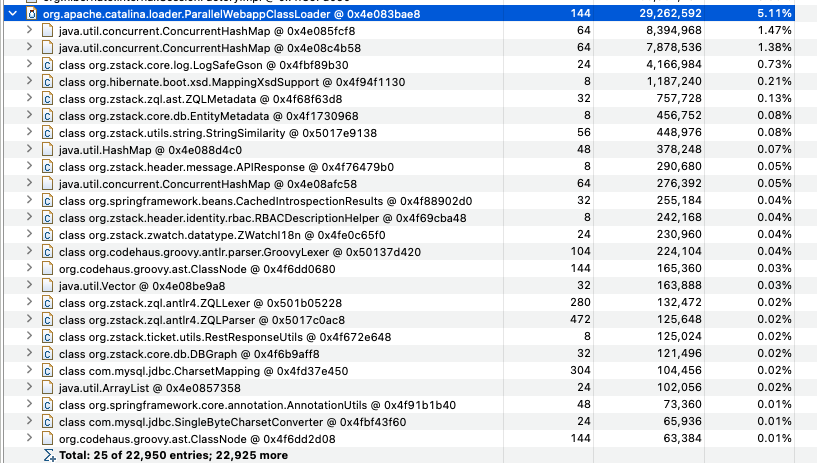 org.apache.catalina.loader.ParallelWebappClassLoader @ 0x4e083bae8 144 29,262,592 5.11%
java.util.concurrent.ConcurrentHashMap @ 0x4e085fcf8 64 8,394,968 1.47%
java.util.concurrent.ConcurrentHashMap @ 0x4e08c4b58 64 7,878,536 1.38%
class org.zstack.core.log.LogSafeGson @ 0x4fbf89b30 24 4,166,984 0.73%
class org.hibernate.boot.xsd.MappingXsdSupport @ 0x4f94f1130 8 1,187,240 0.21%
class org.zstack.zql.ast.ZQLMetadata @ 0x4f68f63d8 32 757,728 0.13%
class org.zstack.core.db.EntityMetadata @ 0x4f1730968 8 456,752 0.08%
class org.zstack.utils.string.StringSimilarity @ 0x5017e9138 56 448,976 0.08%
java.util.HashMap @ 0x4e088d4c0 48 378,248 0.07%
class org.zstack.header.message.APIResponse @ 0x4f76479b0 8 290,680 0.05%
java.util.concurrent.ConcurrentHashMap @ 0x4e08afc58 64 276,392 0.05%
class org.springframework.beans.CachedIntrospectionResults @ 0x4f88902d0 32 255,184 0.04%
class org.zstack.header.identity.rbac.RBACDescriptionHelper @ 0x4f69cba48 8 242,168 0.04%
class org.zstack.zwatch.datatype.ZWatchI18n @ 0x4fe0c65f0 24 230,960 0.04%
class org.codehaus.groovy.antlr.parser.GroovyLexer @ 0x50137d420 104 224,104 0.04%
org.codehaus.groovy.ast.ClassNode @ 0x4f6dd0680 144 165,360 0.03%
java.util.Vector @ 0x4e08be9a8 32 163,888 0.03%
class org.zstack.zql.antlr4.ZQLLexer @ 0x501b05228 280 132,472 0.02%
class org.zstack.zql.antlr4.ZQLParser @ 0x5017c0ac8 472 125,648 0.02%
class org.zstack.ticket.utils.RestResponseUtils @ 0x4f672e648 8 125,024 0.02%
class org.zstack.core.db.DBGraph @ 0x4f6b9aff8 32 121,496 0.02%
class com.mysql.jdbc.CharsetMapping @ 0x4fd37e450 304 104,456 0.02%
java.util.ArrayList @ 0x4e0857358 24 102,056 0.02%
class org.springframework.core.annotation.AnnotationUtils @ 0x4f91b1b40 48 73,360 0.01%
class com.mysql.jdbc.SingleByteCharsetConverter @ 0x4fbf43f60 24 65,936 0.01%
org.codehaus.groovy.ast.ClassNode @ 0x4f6dd2d08 144 63,384 0.01%
Total: 25 of 22,950 entries; 22,925 more